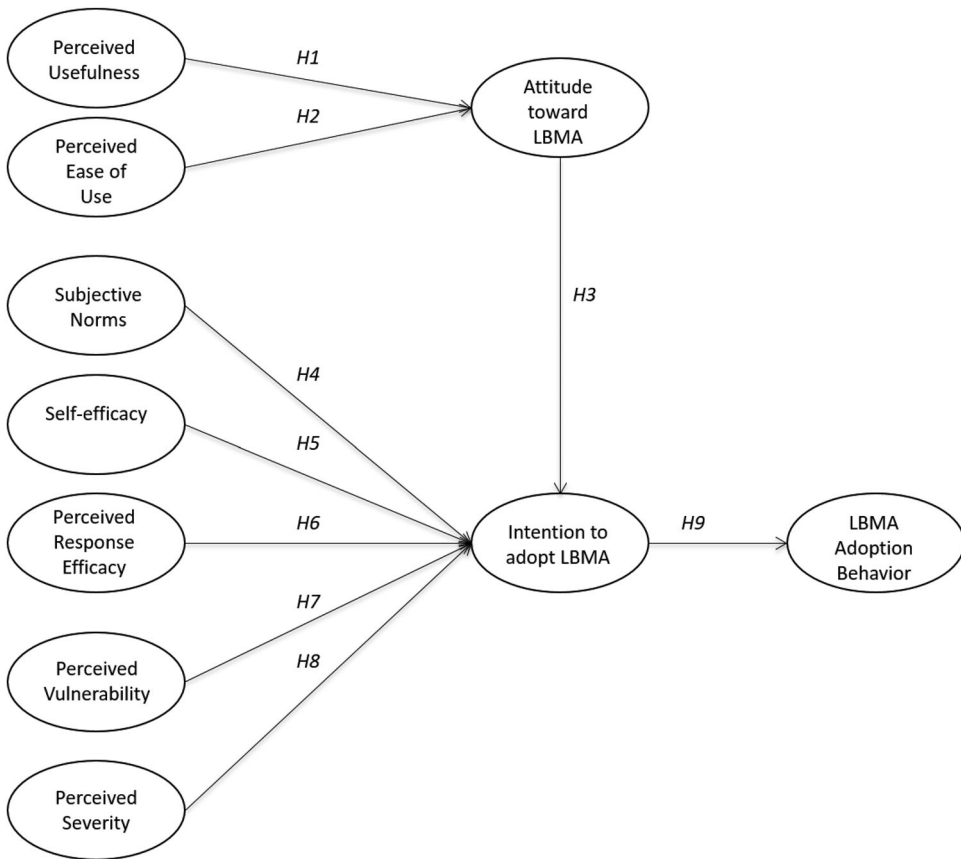 Perceived
Usefulness
H1
Attitude
toward
LBMA
H2
Perceived
Ease of
Use
Subjective
Norms
H3
H4
Self-efficacy
H5
Perceived
Response
Efficacy
H6
Intention to
adopt LBMA
H9
LBMA
Adoption
Behavior
H7
Perceived
Vulnerability
H8
Perceived
Severity